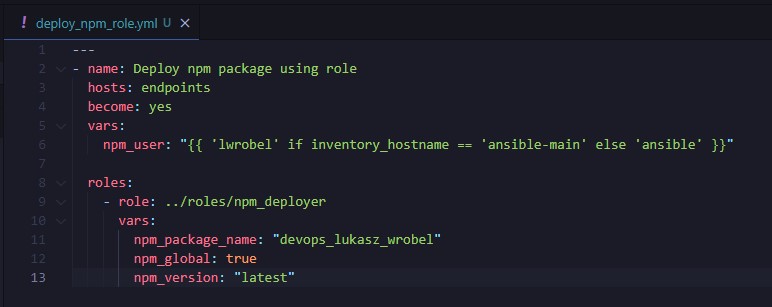 ! deploy_npm_role.yml U ×
1 ---
2 - name: Deploy npm package using role
3   hosts: endpoints
4   become: yes
5   vars:
6     npm_user: "{{ 'lwrobel' if inventory_hostname == 'ansible-main' else 'ansible' }}"
7
8   roles:
9     - role: ../roles/npm_deployer
10       vars:
11         npm_package_name: "devops_lukasz_wrobel"
12         npm_global: true
13         npm_version: "latest"